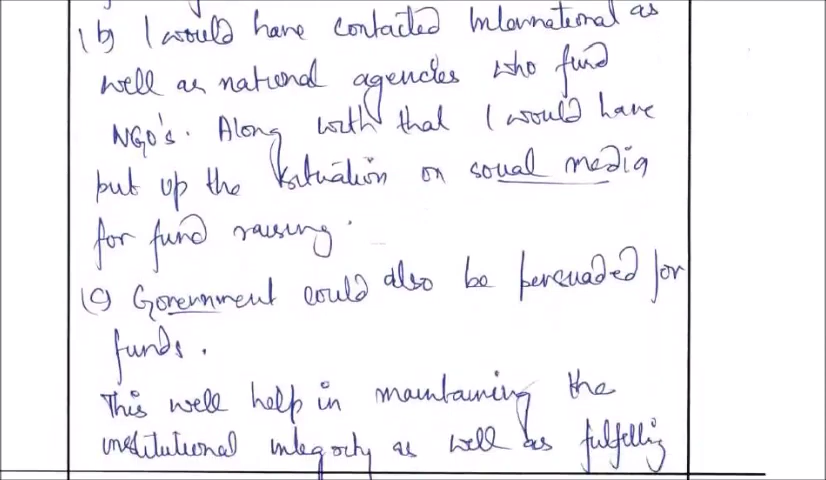 (b) I would have contacted International as
well as national agencies who fund
NGO's. Along with that I would have
put up the situation on social media
for fund raising.
(c) Government could also be persuaded for
funds.
This will help in maintaining the
institutional integrity as well as fulfilling